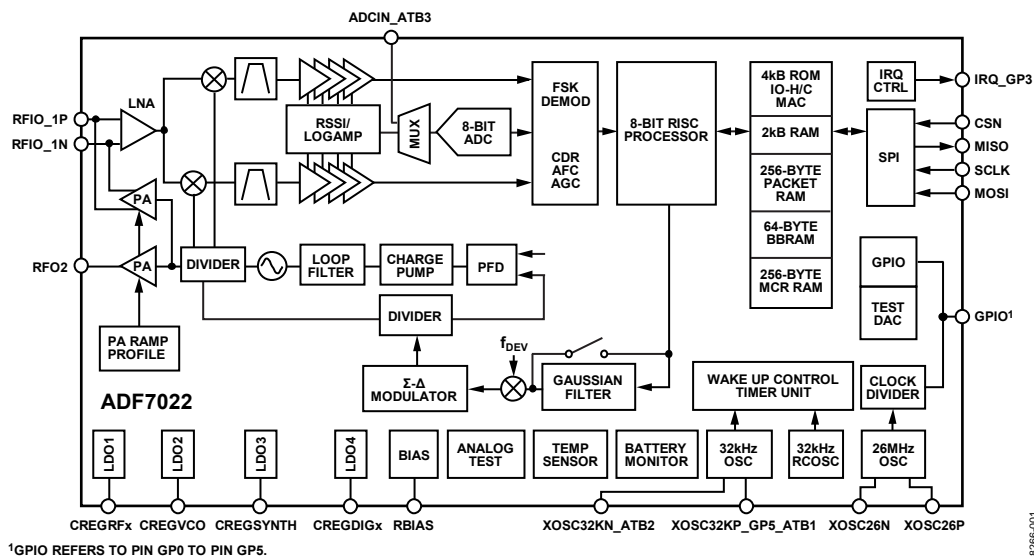 ADCIN_ATB3
RFIO_1P
RFIO_1N
LNA
RSSI/
LOGAMP
MUX
8-BIT
ADC
FSK
DEMOD
CDR
AFC
AGC
8-BIT RISC
PROCESSOR
4kB ROM
IO-H/C
MAC
2kB RAM
256-BYTE
PACKET
RAM
64-BYTE
BBRAM
256-BYTE
MCR RAM
IRQ
CTRL
IRQ_GP3
SPI
CSN
MISO
SCLK
MOSI
PA
PA
RFO2
DIVIDER
LOOP
FILTER
CHARGE
PUMP
PFD
GPIO
TEST
DAC
GPIO¹
PA RAMP
PROFILE
DIVIDER
fDEV
Σ-Δ
MODULATOR
GAUSSIAN
FILTER
WAKE UP CONTROL
TIMER UNIT
CLOCK
DIVIDER
ADF7022
LDO1
LDO2
LDO3
LDO4
BIAS
ANALOG
TEST
TEMP
SENSOR
BATTERY
MONITOR
32kHz
OSC
32kHz
RCOSC
26MHz
OSC
CREGRFx
CREGVCO
CREGSYNTH
CREGDIGx
RBIAS
XOSC32KN_ATB2
XOSC32KP_GP5_ATB1
XOSC26N
XOSC26P
¹GPIO REFERS TO PIN GP0 TO PIN GP5.